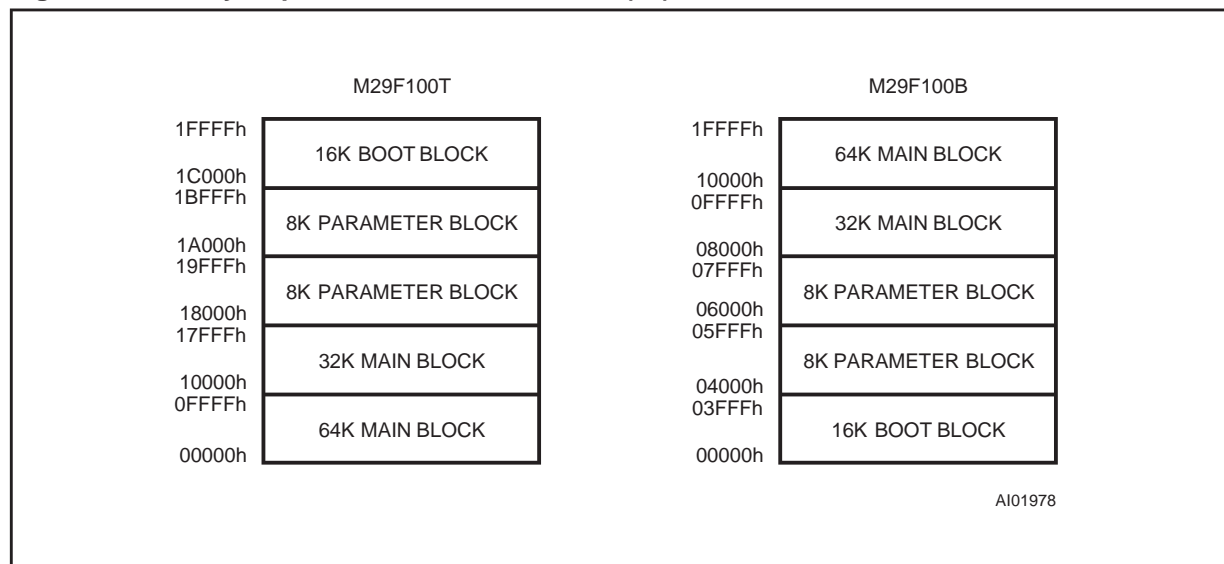 M29F100T
1FFFFh
16K BOOT BLOCK
1C000h
1BFFFh
8K PARAMETER BLOCK
1A000h
19FFFh
8K PARAMETER BLOCK
18000h
17FFFh
32K MAIN BLOCK
10000h
0FFFFh
64K MAIN BLOCK
00000h
M29F100B
1FFFFh
64K MAIN BLOCK
10000h
0FFFFh
32K MAIN BLOCK
08000h
07FFFh
8K PARAMETER BLOCK
06000h
05FFFh
8K PARAMETER BLOCK
04000h
03FFFh
16K BOOT BLOCK
00000h
AI01978